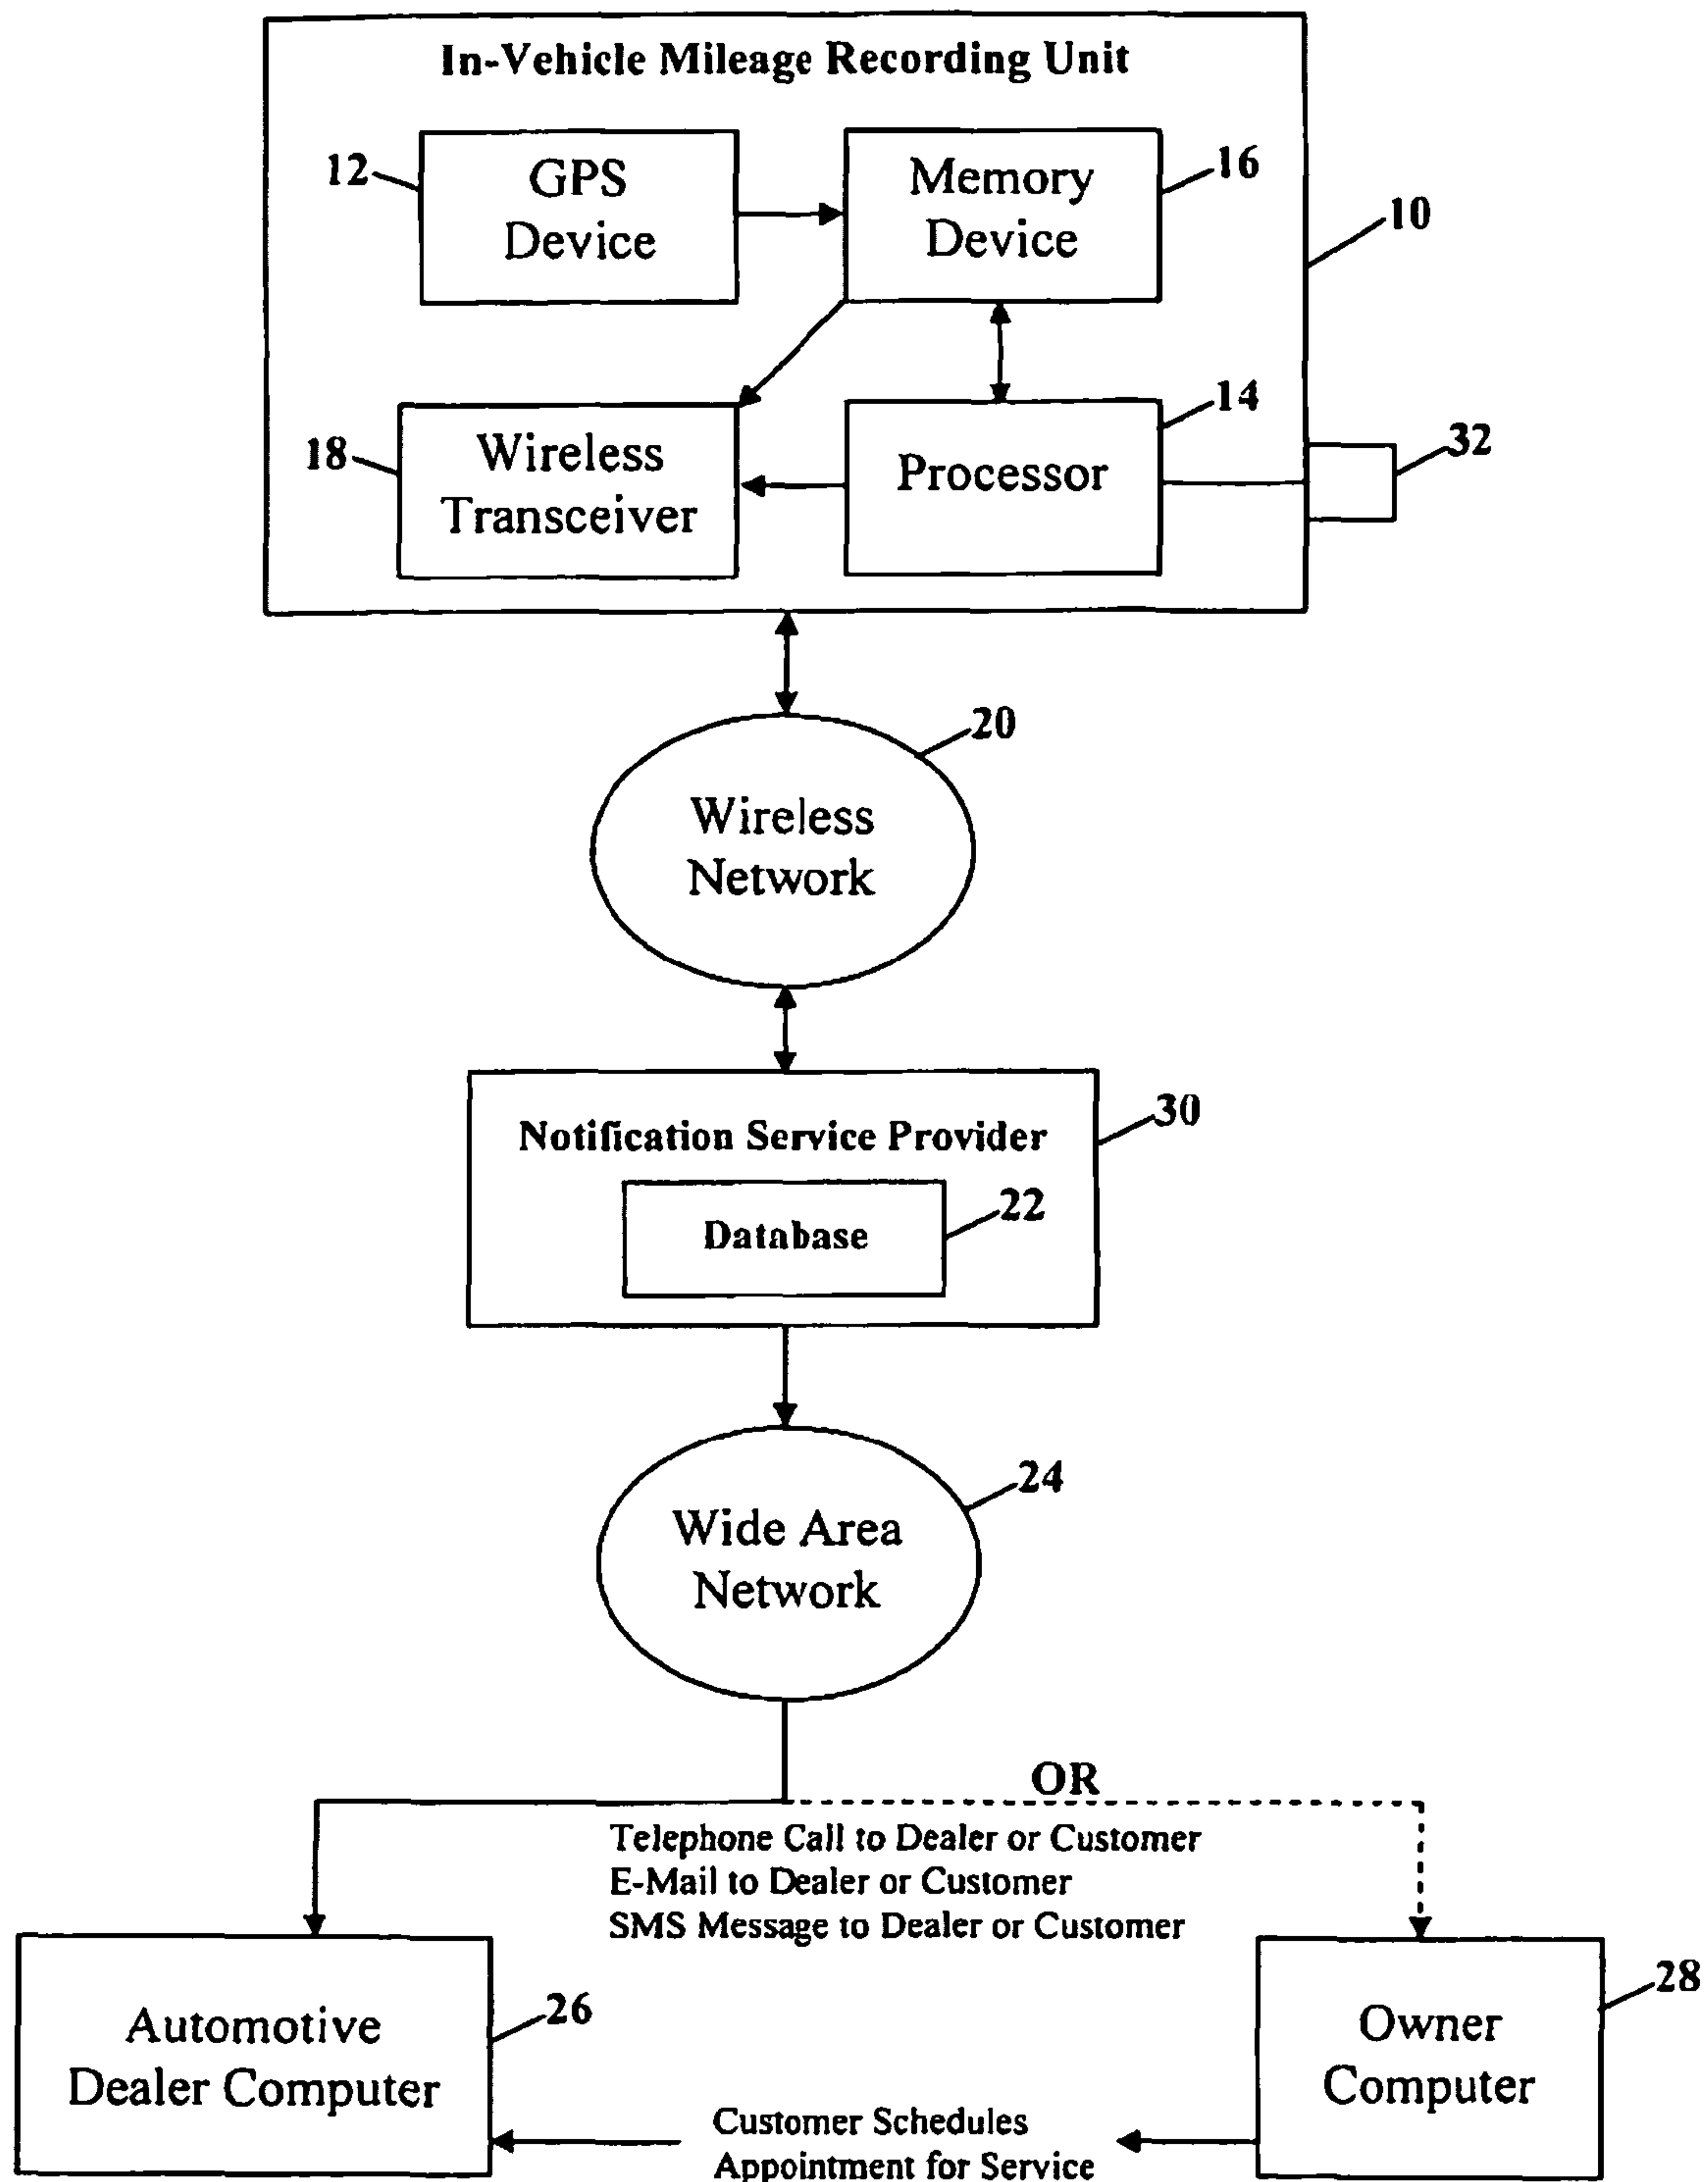 In-Vehicle Mileage Recording Unit
12
GPS
Device
Memory
Device
16
10
18
Wireless
Transceiver
Processor
14
32
20
Wireless
Network
30
Notification Service Provider
22
Database
24
Wide Area
Network
OR
Telephone Call to Dealer or Customer
E-Mail to Dealer or Customer
SMS Message to Dealer or Customer
Automotive
Dealer Computer
26
Owner
Computer
28
Customer Schedules
Appointment for Service